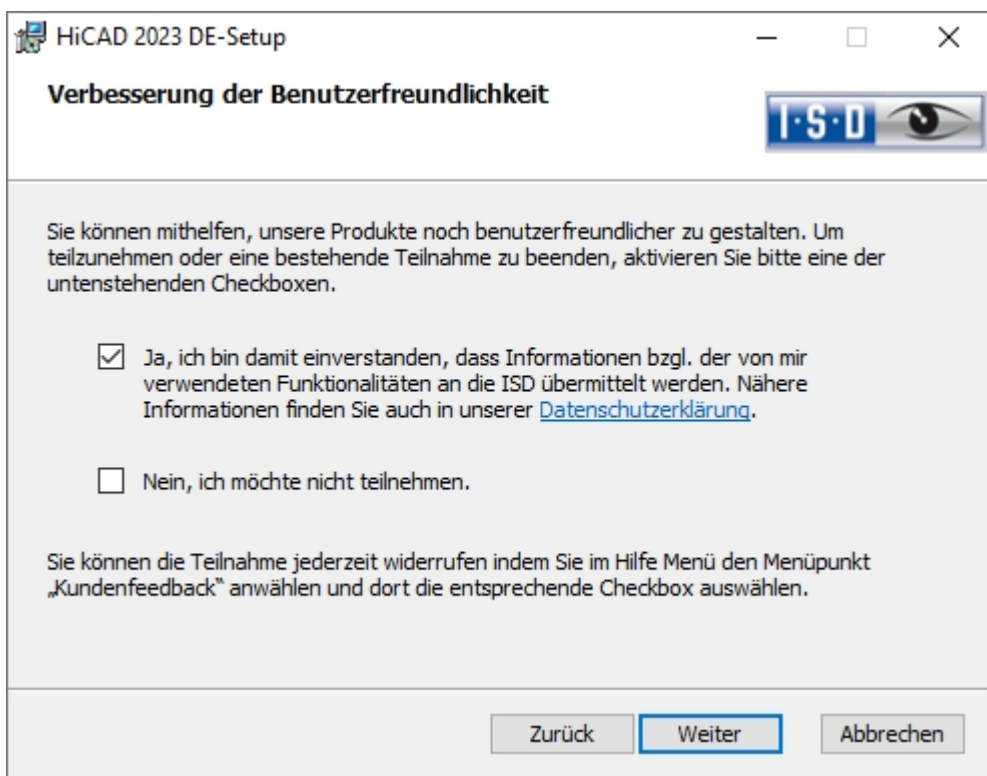 HiCAD 2023 DE-Setup
Verbesserung der Benutzerfreundlichkeit
I·S·D
Sie können mithelfen, unsere Produkte noch benutzerfreundlicher zu gestalten. Um
teilzunehmen oder eine bestehende Teilnahme zu beenden, aktivieren Sie bitte eine der
untenstehenden Checkboxen.
Ja, ich bin damit einverstanden, dass Informationen bzgl. der von mir
verwendeten Funktionalitäten an die ISD übermittelt werden. Nähere
Informationen finden Sie auch in unserer Datenschutzerklärung.
Nein, ich möchte nicht teilnehmen.
Sie können die Teilnahme jederzeit widerrufen indem Sie im Hilfe Menü den Menüpunkt
„Kundenfeedback“ anwählen und dort die entsprechende Checkbox auswählen.
Zurück
Weiter
Abbrechen